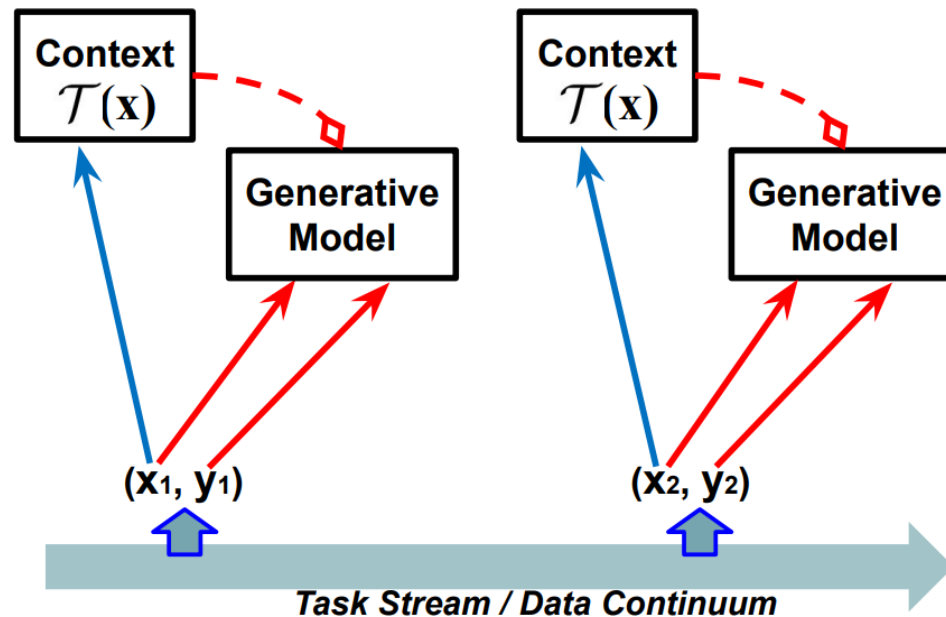 Context
𝒯(x)
Generative
Model
(x₁, y₁)
Context
𝒯(x)
Generative
Model
(x₂, y₂)
Task Stream / Data Continuum